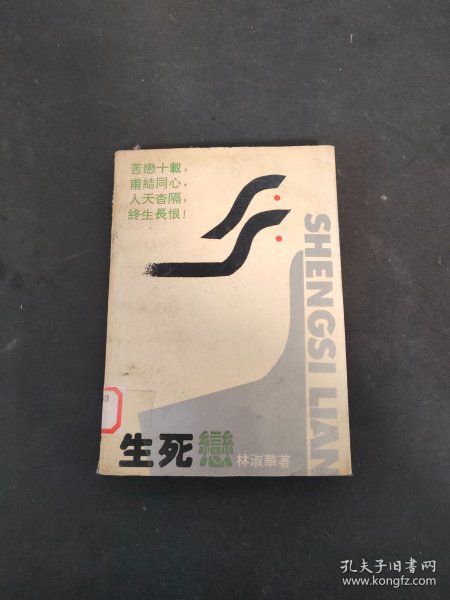 苦戀十載,
甫結同心,
人天杳隔,
終生長恨!
SHENGSI LIAN
生死戀
林淑華著
孔夫子旧书网
www.kongfz.com